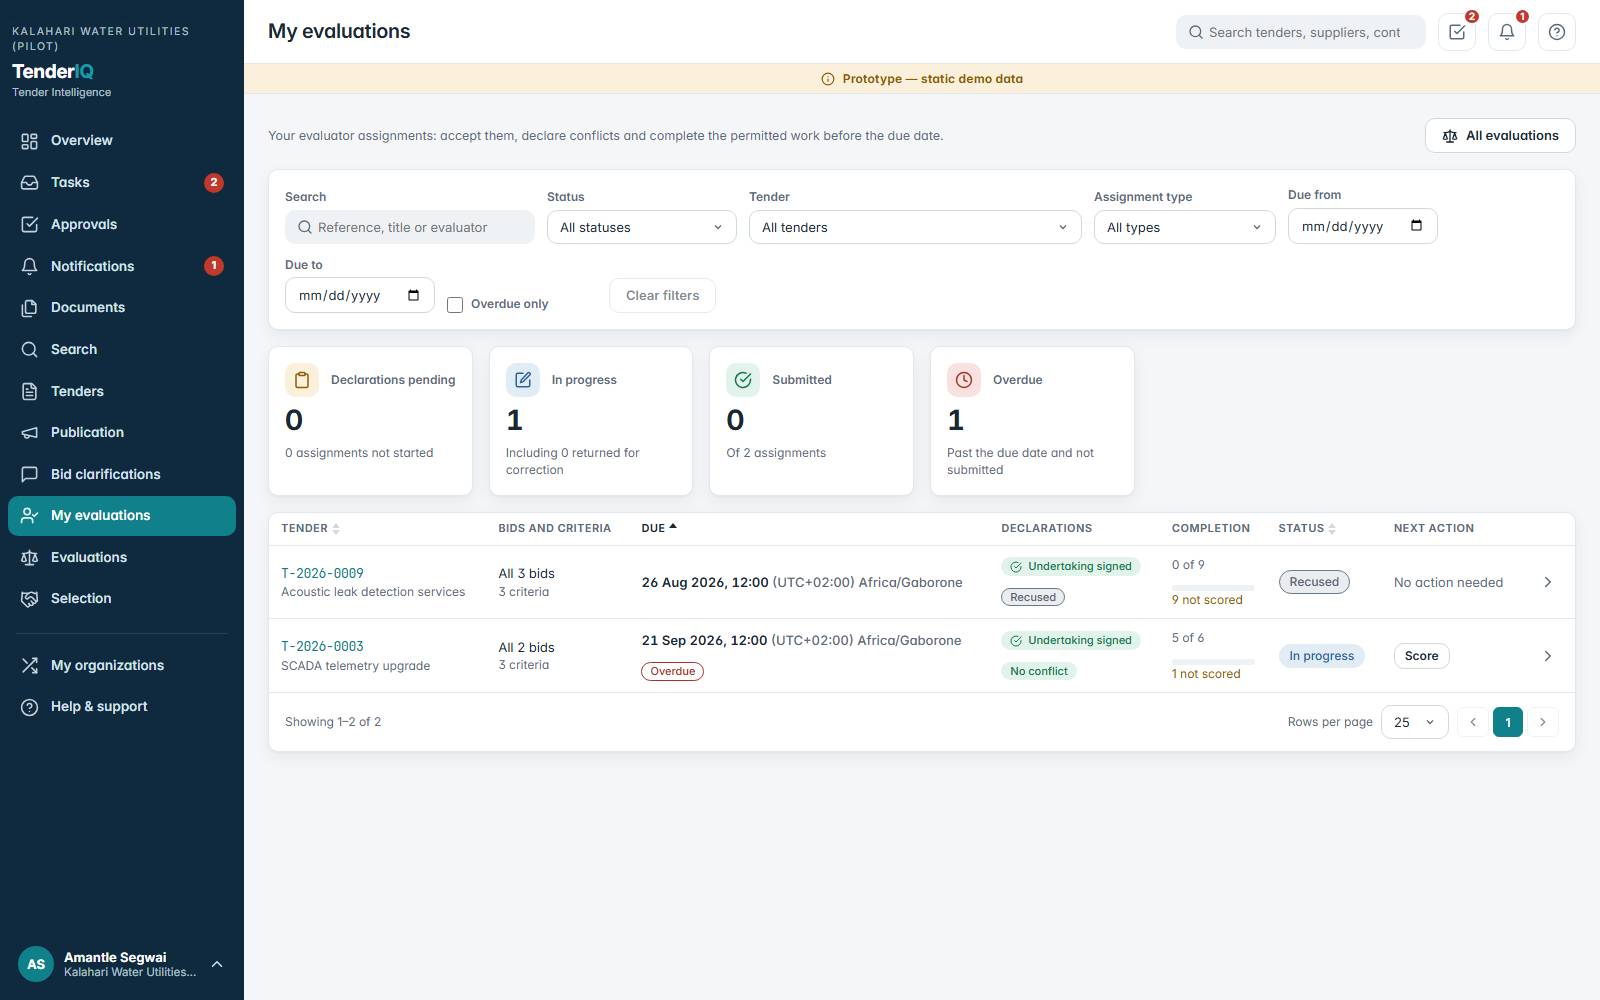 KALAHARI WATER UTILITIES
(PILOT)
TenderIQ
Tender Intelligence
Overview
Tasks 2
Approvals
Notifications 1
Documents
Search
Tenders
Publication
Bid clarifications
My evaluations
Evaluations
Selection
My organizations
Help & support
AS
Amantle Segwai
Kalahari Water Utilities...
My evaluations
Search tenders, suppliers, cont
2
1
Prototype — static demo data
Your evaluator assignments: accept them, declare conflicts and complete the permitted work before the due date.
All evaluations
Search Status Tender Assignment type Due from
Reference, title or evaluator All statuses All tenders All types mm/dd/yyyy
Due to
mm/dd/yyyy Overdue only Clear filters
Declarations pending
0
0 assignments not started
In progress
1
Including 0 returned for
correction
Submitted
0
Of 2 assignments
Overdue
1
Past the due date and not
submitted
TENDER BIDS AND CRITERIA DUE DECLARATIONS COMPLETION STATUS NEXT ACTION
T-2026-0009
Acoustic leak detection services
All 3 bids
3 criteria
26 Aug 2026, 12:00 (UTC+02:00) Africa/Gaborone
Undertaking signed
Recused
0 of 9
9 not scored
Recused
No action needed
T-2026-0003
SCADA telemetry upgrade
All 2 bids
3 criteria
21 Sep 2026, 12:00 (UTC+02:00) Africa/Gaborone
Overdue
Undertaking signed
No conflict
5 of 6
1 not scored
In progress
Score
Showing 1–2 of 2
Rows per page 25 1